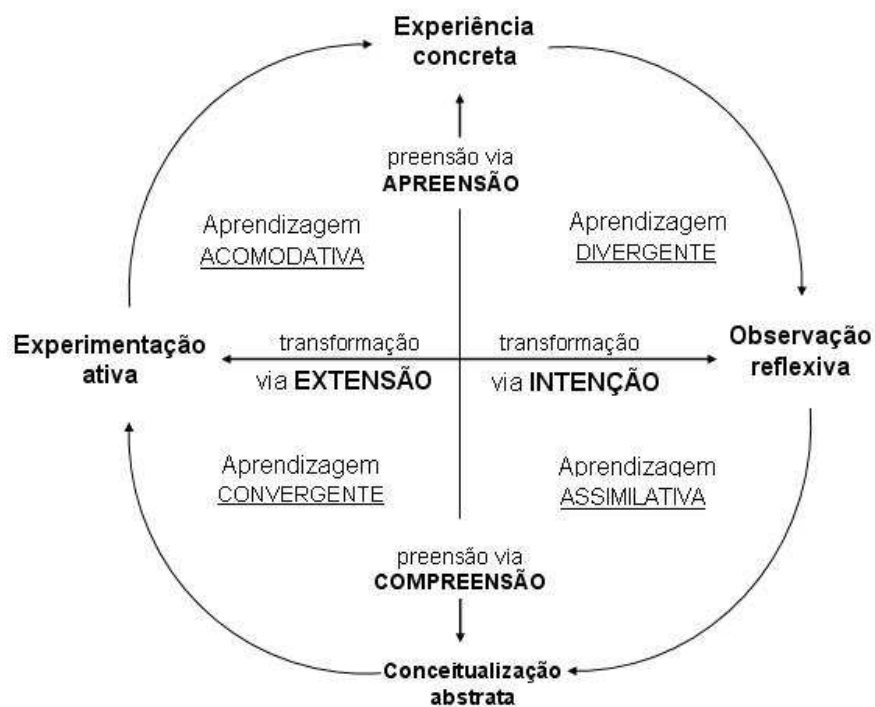 Experiência
concreta
preensão via
APREENSÃO
Aprendizagem
ACOMODATIVA
Aprendizagem
DIVERGENTE
Experimentação
ativa
transformação
via EXTENSÃO
transformação
via INTENÇÃO
Observação
reflexiva
Aprendizagem
CONVERGENTE
Aprendizagem
ASSIMILATIVA
preensão via
COMPREENSÃO
Conceitualização
abstrata